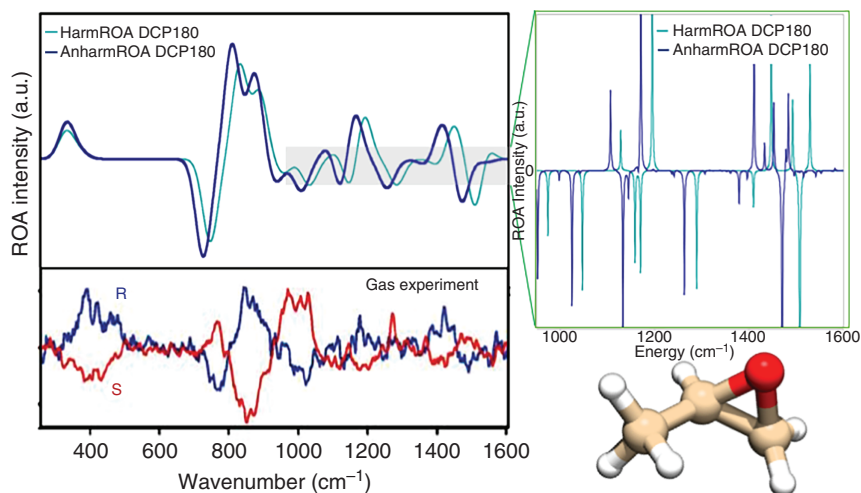 HarmROA DCP180
AnharmROA DCP180
ROA intensity (a.u.)
Gas experiment
R
S
400 600 800 1000 1200 1400 1600
Wavenumber (cm⁻¹)
HarmROA DCP180
AnharmROA DCP180
ROA Intensity (a.u.)
0
1000 1200 1400 1600
Energy (cm⁻¹)